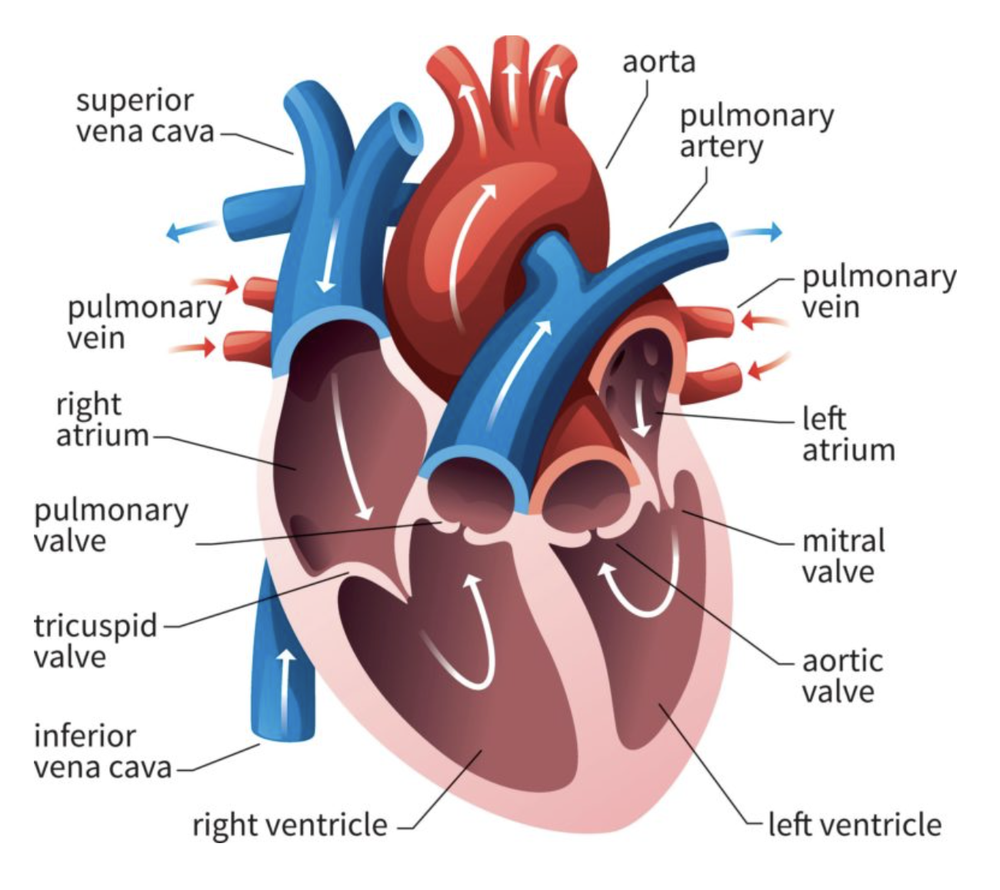 superior
vena cava
pulmonary
vein
right
atrium
pulmonary
valve
tricuspid
valve
inferior
vena cava
right ventricle
aorta
pulmonary
artery
pulmonary
vein
left
atrium
mitral
valve
aortic
valve
left ventricle